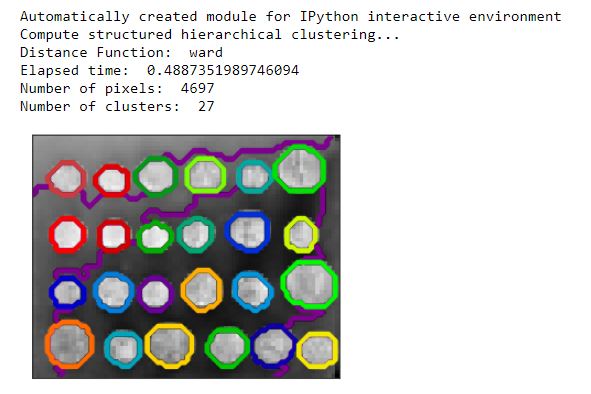 Automatically created module for IPython interactive environment
Compute structured hierarchical clustering...
Distance Function:  ward
Elapsed time:  0.4887351989746094
Number of pixels:  4697
Number of clusters:  27